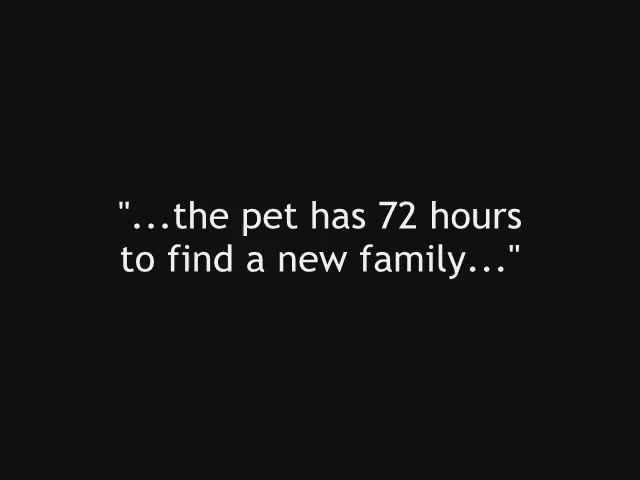 "...the pet has 72 hours
to find a new family..."